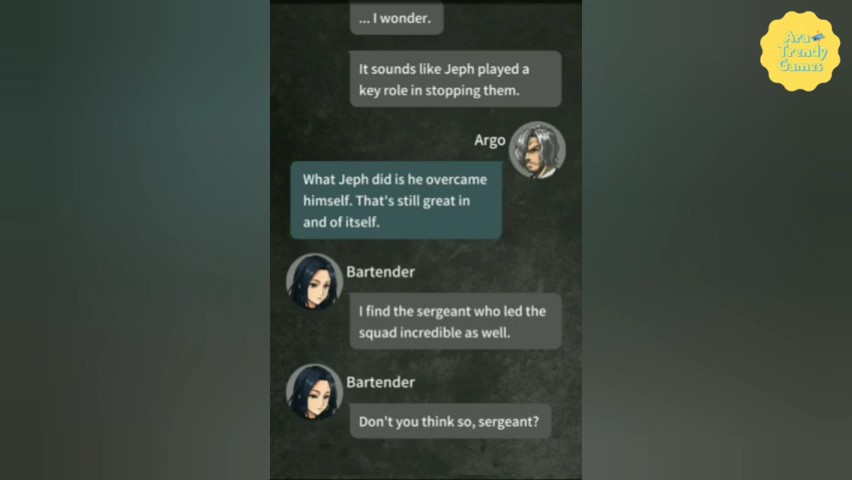 ... I wonder.
It sounds like Jeph played a
key role in stopping them.
Argo
What Jeph did is he overcame
himself. That's still great in
and of itself.
Bartender
I find the sergeant who led the
squad incredible as well.
Bartender
Don't you think so, sergeant?
Ara
Trendy
Games